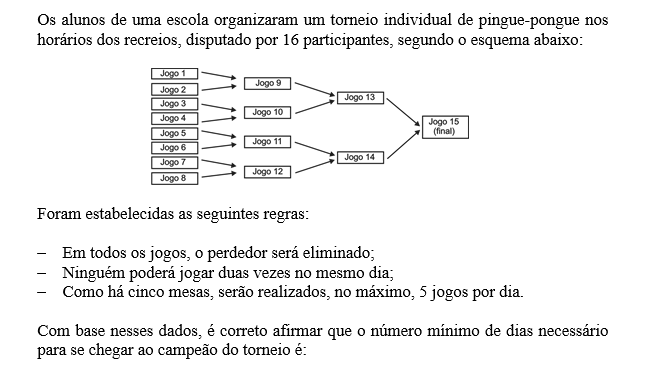 Os alunos de uma escola organizaram um torneio individual de pingue-pongue nos
horários dos recreios, disputado por 16 participantes, segundo o esquema abaixo:
Jogo 1
Jogo 2
Jogo 3
Jogo 4
Jogo 5
Jogo 6
Jogo 7
Jogo 8
Jogo 9
Jogo 10
Jogo 11
Jogo 12
Jogo 13
Jogo 14
Jogo 15
(final)
Foram estabelecidas as seguintes regras:
– Em todos os jogos, o perdedor será eliminado;
– Ninguém poderá jogar duas vezes no mesmo dia;
– Como há cinco mesas, serão realizados, no máximo, 5 jogos por dia.
Com base nesses dados, é correto afirmar que o número mínimo de dias necessário
para se chegar ao campeão do torneio é: